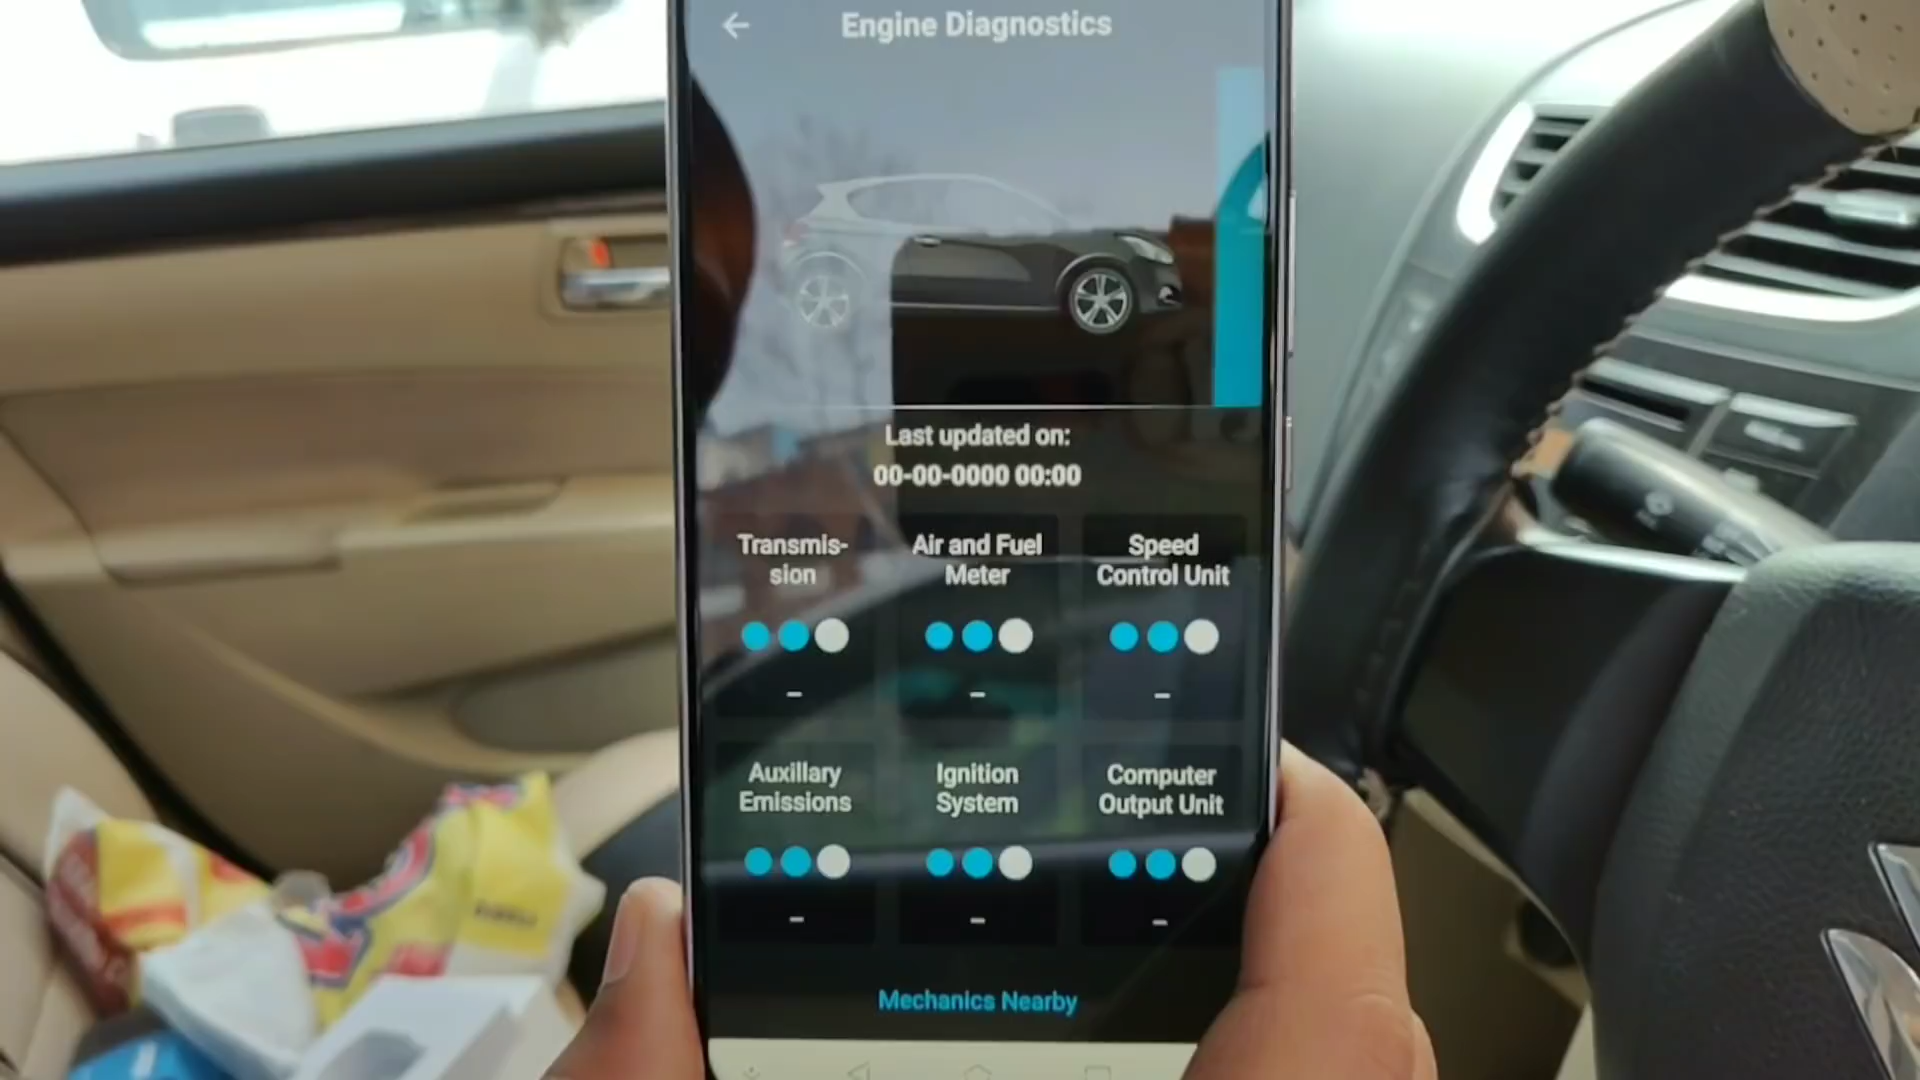 Engine Diagnostics
Last updated on:
00-00-0000 00:00
Transmis-
sion
–
Air and Fuel
Meter
–
Speed
Control Unit
–
Auxillary
Emissions
–
Ignition
System
–
Computer
Output Unit
–
Mechanics Nearby